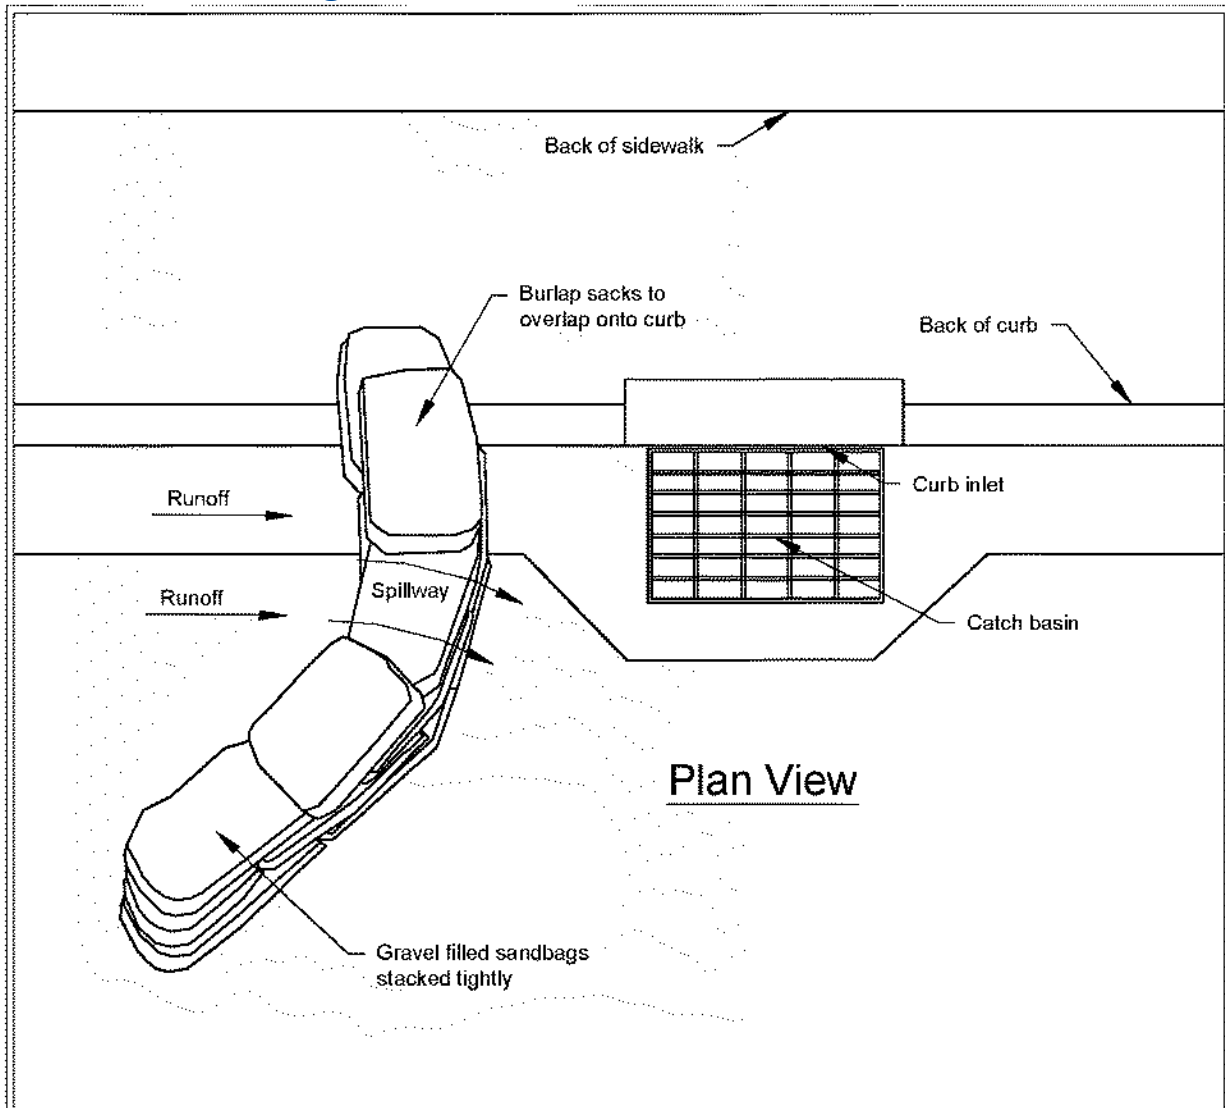 Back of sidewalk
Burlap sacks to
overlap onto curb
Back of curb
Curb inlet
Runoff
Spillway
Runoff
Catch basin
Plan View
Gravel filled sandbags
stacked tightly